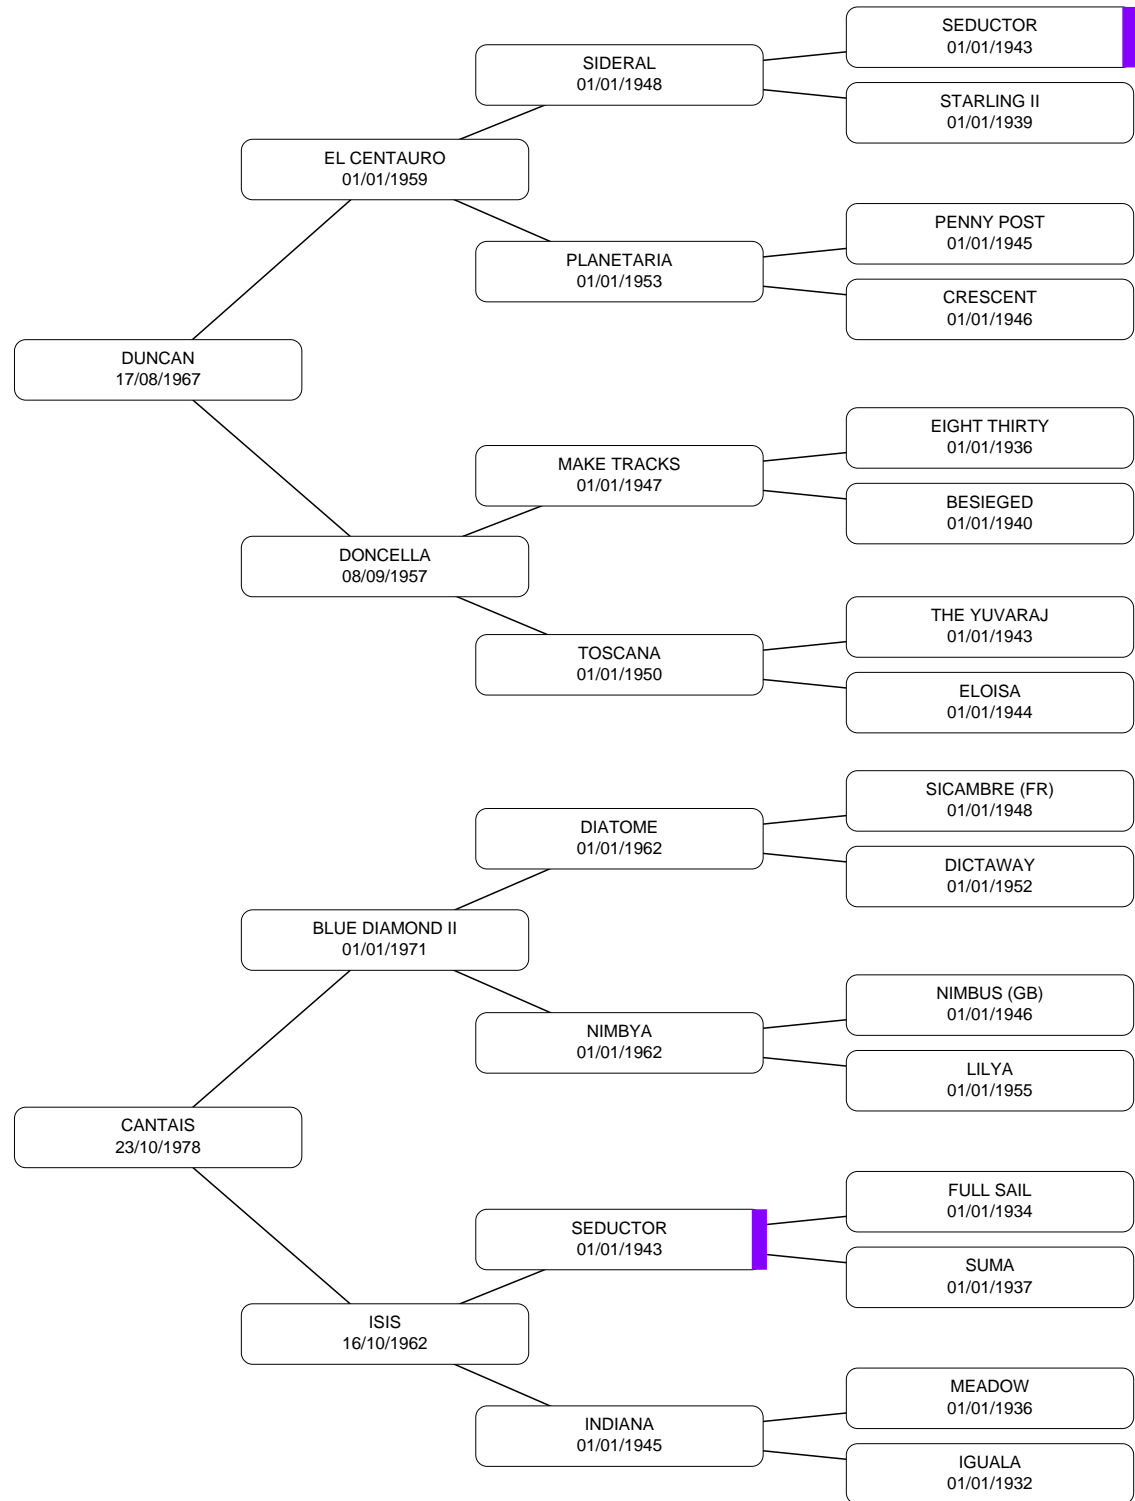 SEDUCTOR
01/01/1943
SIDERAL
01/01/1948
STARLING II
01/01/1939
EL CENTAURO
01/01/1959
PENNY POST
01/01/1945
PLANETARIA
01/01/1953
CRESCENT
01/01/1946
DUNCAN
17/08/1967
EIGHT THIRTY
01/01/1936
MAKE TRACKS
01/01/1947
BESIEGED
01/01/1940
DONCELLA
08/09/1957
THE YUVARAJ
01/01/1943
TOSCANA
01/01/1950
ELOISA
01/01/1944
SICAMBRE (FR)
01/01/1948
DIATOME
01/01/1962
DICTAWAY
01/01/1952
BLUE DIAMOND II
01/01/1971
NIMBUS (GB)
01/01/1946
NIMBYA
01/01/1962
LILYA
01/01/1955
CANTAIS
23/10/1978
FULL SAIL
01/01/1934
SEDUCTOR
01/01/1943
SUMA
01/01/1937
ISIS
16/10/1962
MEADOW
01/01/1936
INDIANA
01/01/1945
IGUALA
01/01/1932